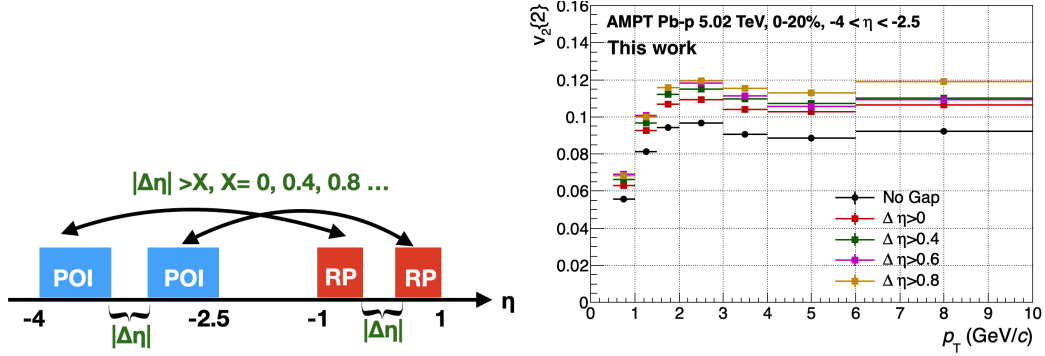 |Δη| >X, X= 0, 0.4, 0.8 ...
POI POI RP RP
η
-4 -2.5 -1 1
|Δη| |Δη|
v₂{2}
0.16
0.14
0.12
0.1
0.08
0.06
0.04
0.02
0
AMPT Pb-p 5.02 TeV, 0-20%, -4 < η < -2.5
This work
No Gap
Δ η>0
Δ η>0.4
Δ η>0.6
Δ η>0.8
0 1 2 3 4 5 6 7 8 9 10
p_T (GeV/c)